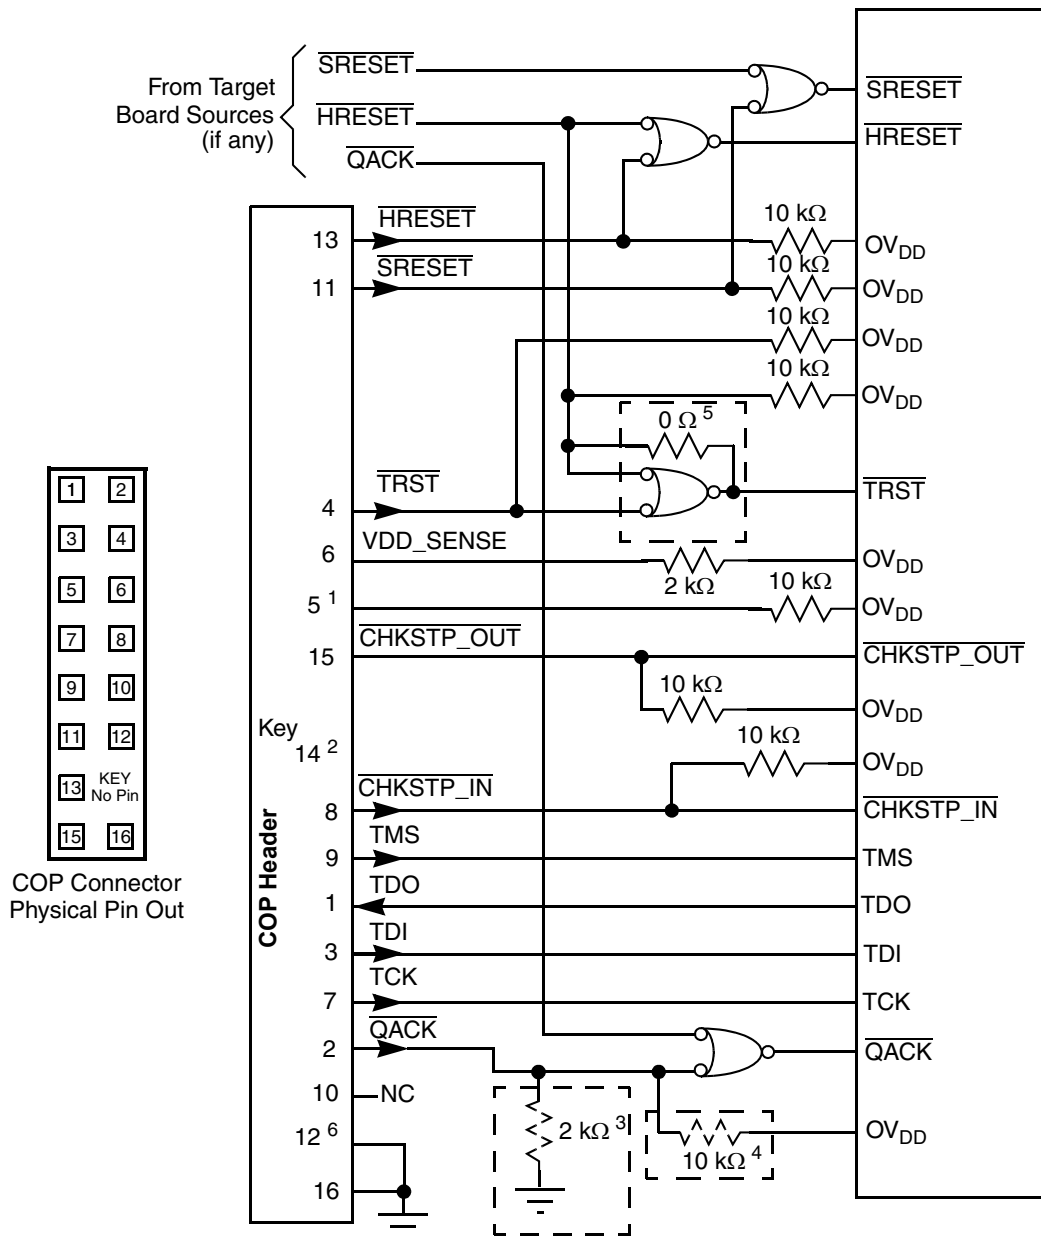 From Target
Board Sources
(if any)
SRESET
HRESET
QACK
SRESET
HRESET
13
HRESET
10 kΩ
OVDD
11
SRESET
10 kΩ
OVDD
10 kΩ
OVDD
10 kΩ
OVDD
0 Ω 5
4
TRST
TRST
6
VDD_SENSE
2 kΩ
OVDD
5 1
10 kΩ
OVDD
15
CHKSTP_OUT
CHKSTP_OUT
10 kΩ
OVDD
Key
14 2
10 kΩ
OVDD
8
CHKSTP_IN
CHKSTP_IN
9
TMS
TMS
1
TDO
TDO
3
TDI
TDI
7
TCK
TCK
2
QACK
QACK
10
NC
2 kΩ 3
10 kΩ 4
OVDD
12 6
16
COP Header
1 2
3 4
5 6
7 8
9 10
11 12
13 KEY
No Pin
15 16
COP Connector
Physical Pin Out